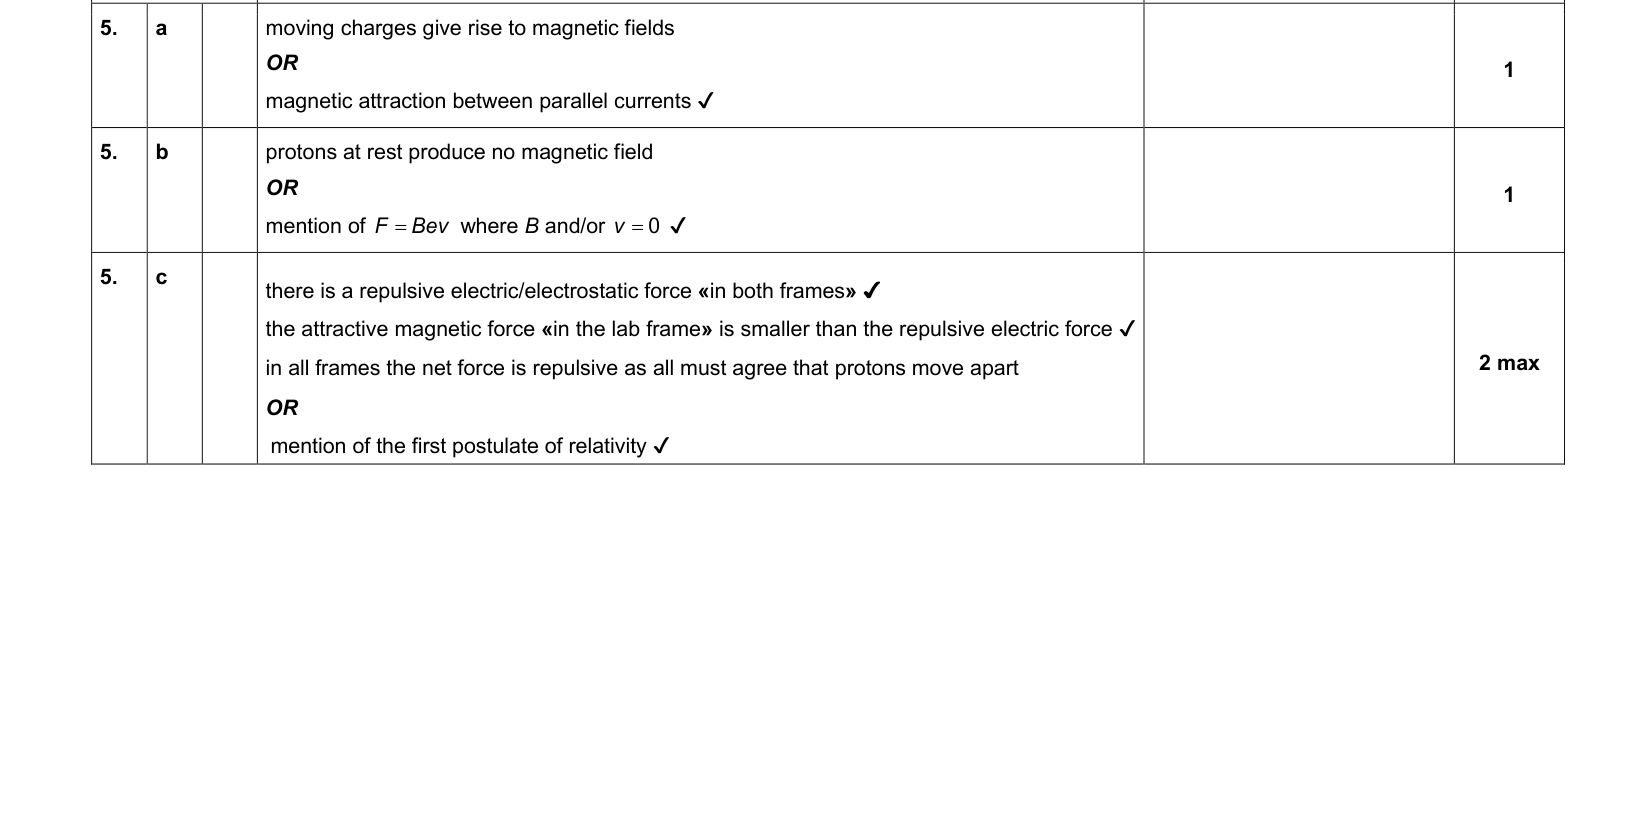 5. a moving charges give rise to magnetic fields
OR
1
magnetic attraction between parallel currents ✓
5. b protons at rest produce no magnetic field
OR
1
mention of F = Bev where B and/or v = 0 ✓
5. c
there is a repulsive electric/electrostatic force «in both frames» ✓
the attractive magnetic force «in the lab frame» is smaller than the repulsive electric force ✓
in all frames the net force is repulsive as all must agree that protons move apart
2 max
OR
mention of the first postulate of relativity ✓